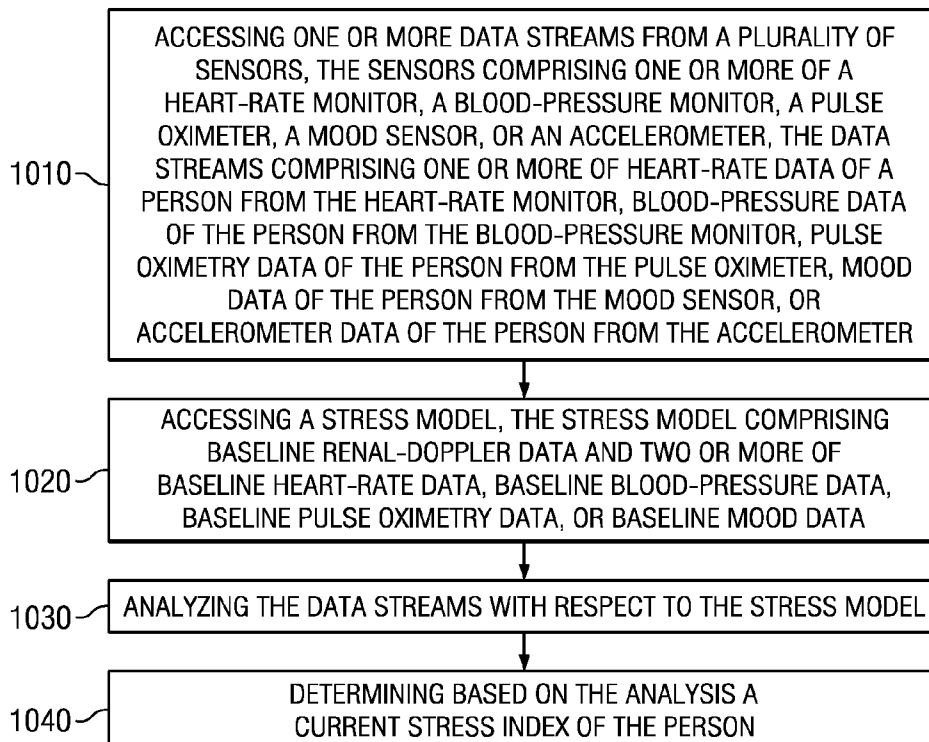 ACCESSING ONE OR MORE DATA STREAMS FROM A PLURALITY OF
SENSORS, THE SENSORS COMPRISING ONE OR MORE OF A
HEART-RATE MONITOR, A BLOOD-PRESSURE MONITOR, A PULSE
OXIMETER, A MOOD SENSOR, OR AN ACCELEROMETER, THE DATA
STREAMS COMPRISING ONE OR MORE OF HEART-RATE DATA OF A
PERSON FROM THE HEART-RATE MONITOR, BLOOD-PRESSURE DATA
OF THE PERSON FROM THE BLOOD-PRESSURE MONITOR, PULSE
OXIMETRY DATA OF THE PERSON FROM THE PULSE OXIMETER, MOOD
DATA OF THE PERSON FROM THE MOOD SENSOR, OR
ACCELEROMETER DATA OF THE PERSON FROM THE ACCELEROMETER
1010
ACCESSING A STRESS MODEL, THE STRESS MODEL COMPRISING
BASELINE RENAL-DOPPLER DATA AND TWO OR MORE OF
BASELINE HEART-RATE DATA, BASELINE BLOOD-PRESSURE DATA,
BASELINE PULSE OXIMETRY DATA, OR BASELINE MOOD DATA
1020
1030
ANALYZING THE DATA STREAMS WITH RESPECT TO THE STRESS MODEL
1040
DETERMINING BASED ON THE ANALYSIS A
CURRENT STRESS INDEX OF THE PERSON